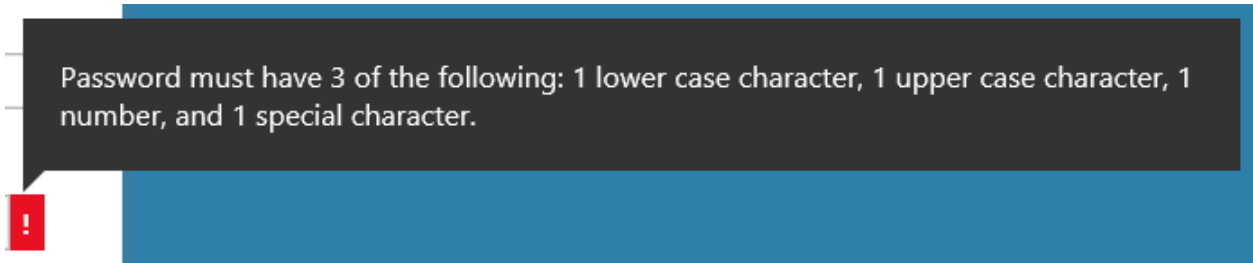 Password must have 3 of the following: 1 lower case character, 1 upper case character, 1
number, and 1 special character.
!